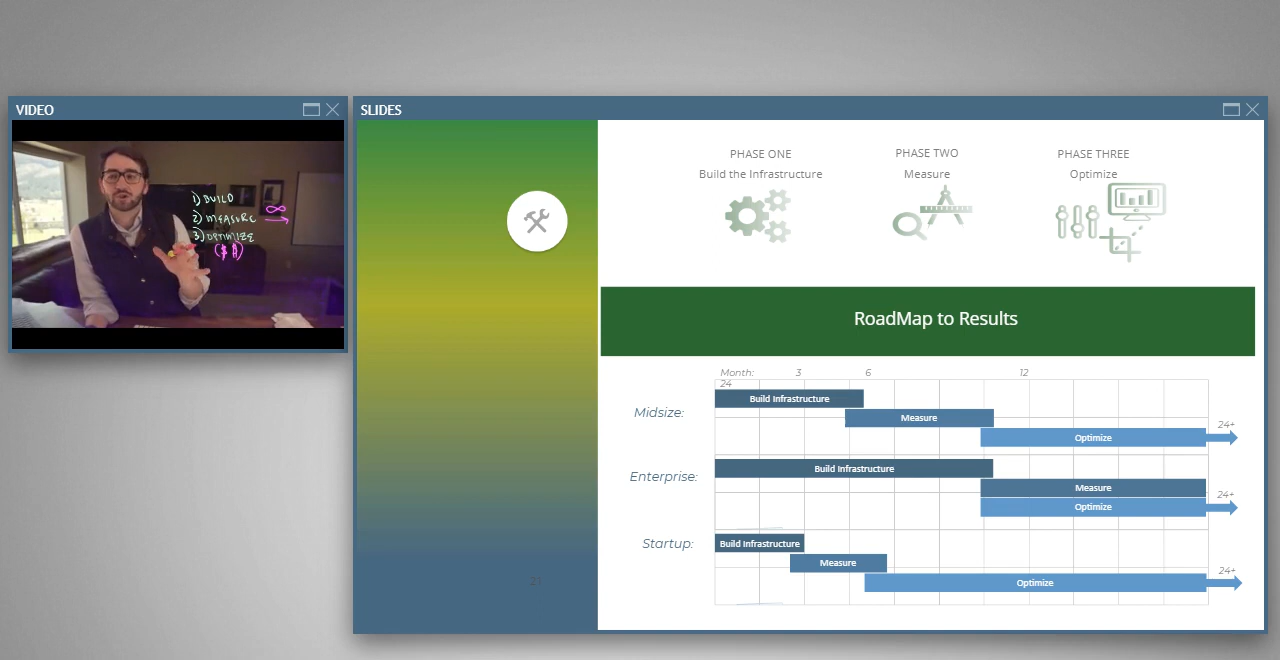 VIDEO
1) BUILD
2) MEASURE ∞
3) OPTIMIZE
SLIDES
PHASE ONE
Build the Infrastructure
PHASE TWO
Measure
PHASE THREE
Optimize
RoadMap to Results
Month: 3 6 12
24
Midsize:
Build Infrastructure
Measure
Optimize
24+
Enterprise:
Build Infrastructure
Measure
Optimize
24+
Startup:
Build Infrastructure
Measure
Optimize
24+
21